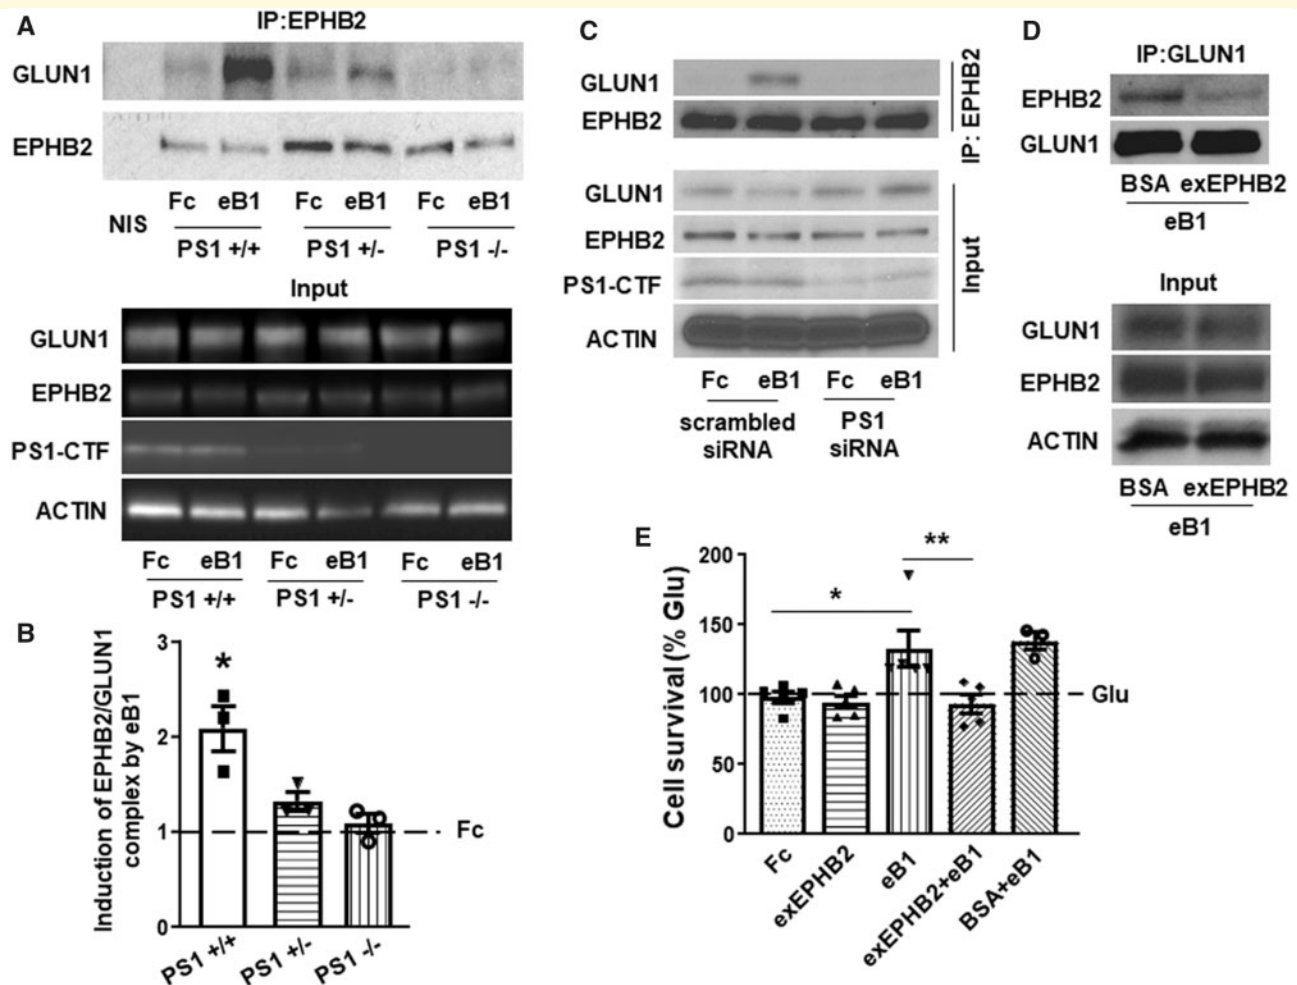 A
IP:EPHB2
GLUN1
EPHB2
Fc eB1 Fc eB1 Fc eB1
NIS
PS1 +/+ PS1 +/- PS1 -/-
Input
GLUN1
EPHB2
PS1-CTF
ACTIN
Fc eB1 Fc eB1 Fc eB1
PS1 +/+ PS1 +/- PS1 -/-
B
Induction of EPHB2/GLUN1
complex by eB1
3
2
1
0
*
Fc
PS1 +/+ PS1 +/- PS1 -/-
C
GLUN1
EPHB2
IP: EPHB2
GLUN1
EPHB2
PS1-CTF
ACTIN
Input
Fc eB1 Fc eB1
scrambled PS1
siRNA siRNA
D
IP:GLUN1
EPHB2
GLUN1
BSA exEPHB2
eB1
Input
GLUN1
EPHB2
ACTIN
BSA exEPHB2
eB1
E
Cell survival (% Glu)
200
150
100
50
0
*
**
Glu
Fc
exEPHB2
eB1
exEPHB2+eB1
BSA+eB1